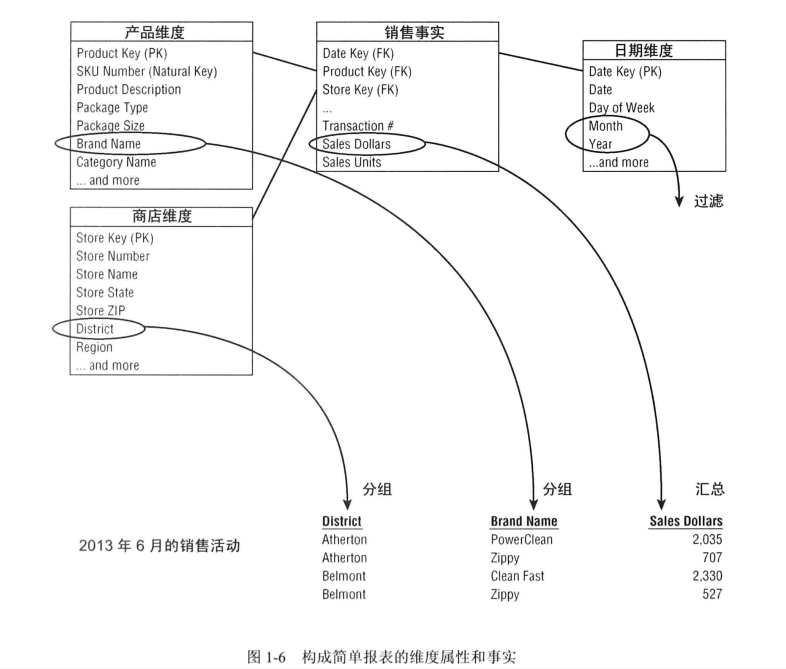 产品维度
Product Key (PK)
SKU Number (Natural Key)
Product Description
Package Type
Package Size
Brand Name
Category Name
... and more
销售事实
Date Key (FK)
Product Key (FK)
Store Key (FK)
...
Transaction #
Sales Dollars
Sales Units
日期维度
Date Key (PK)
Date
Day of Week
Month
Year
...and more
过滤
商店维度
Store Key (PK)
Store Number
Store Name
Store State
Store ZIP
District
Region
... and more
分组 分组 汇总
District Brand Name Sales Dollars
Atherton PowerClean 2,035
2013 年 6 月的销售活动
Atherton Zippy 707
Belmont Clean Fast 2,330
Belmont Zippy 527
图 1-6 构成简单报表的维度属性和事实